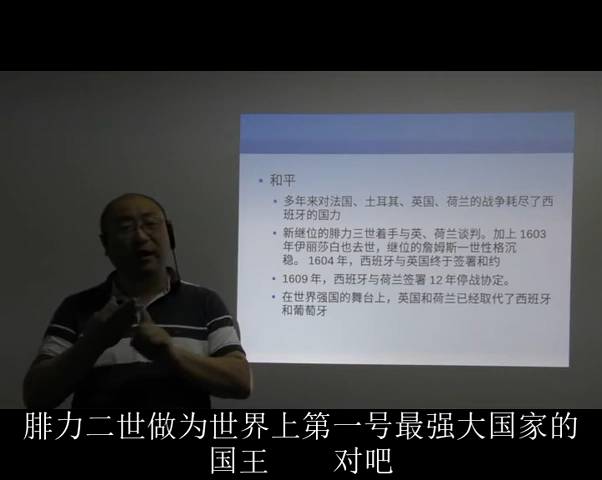 和平
多年来对法国、土耳其、英国、荷兰的战争耗尽了西
班牙的国力
新继位的腓力三世着手与英、荷兰谈判。加上 1603
年伊丽莎白也去世，继位的詹姆斯一世性格沉
稳。 1604 年，西班牙与英国终于签署和约
1609 年，西班牙与荷兰签署 12 年停战协定。
在世界强国的舞台上，英国和荷兰已经取代了西班牙
和葡萄牙
腓力二世做为世界上第一号最强大国家的
国王 对吧